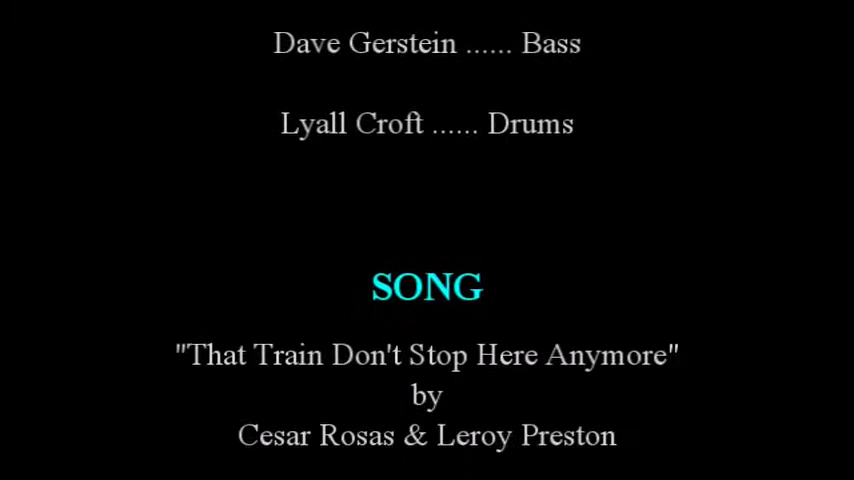 Dave Gerstein ...... Bass
Lyall Croft ...... Drums
SONG
"That Train Don't Stop Here Anymore"
by
Cesar Rosas & Leroy Preston